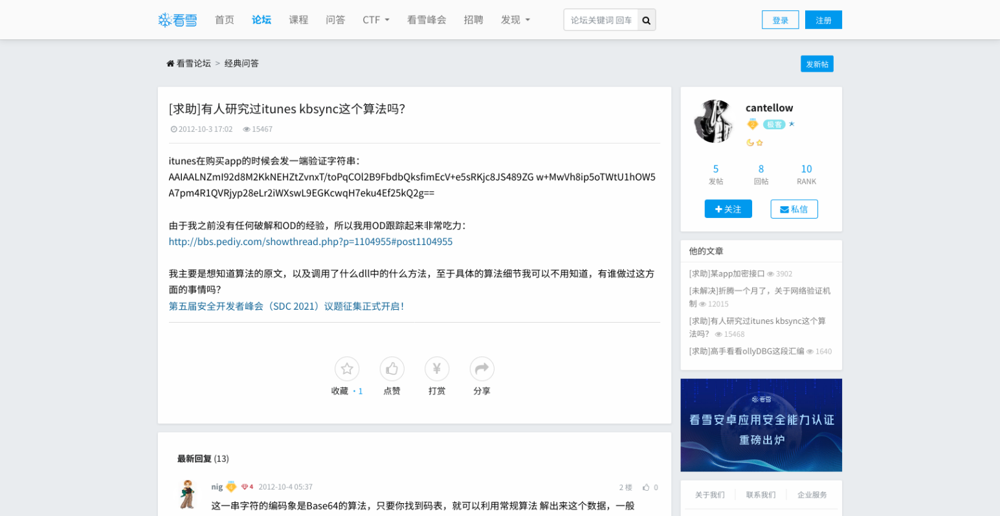 看雪 首页 论坛 课程 问答 CTF 看雪峰会 招聘 发现 论坛关键词 回车 登录 注册
看雪论坛 > 经典问答 发新帖
[求助]有人研究过itunes kbsync这个算法吗？
2012-10-3 17:02 15467
itunes在购买app的时候会发一端验证字符串：
AAIAALNZmI92d8M2KkNEHZtZvnxT/toPqCOl2B9FbdbQksfimEcV+e5sRKjc8JS489ZG w+MwVh8ip5oTWtU1hOW5
A7pm4R1QVRjyp28eLr2iWXswL9EGKcwqH7eku4Ef25kQ2g==
由于我之前没有任何破解和OD的经验，所以我用OD跟踪起来非常吃力：
http://bbs.pediy.com/showthread.php?p=1104955#post1104955
我主要是想知道算法的原文，以及调用了什么dll中的什么方法，至于具体的算法细节我可以不用知道，有谁做过这方
面的事情吗？
第五届安全开发者峰会（SDC 2021）议题征集正式开启！
收藏 ・1 点赞 打赏 分享
最新回复 (13)
nig 4 2012-10-4 05:37 2 楼 0
这一串字符的编码象是Base64的算法，只要你找到码表，就可以利用常规算法 解出来这个数据，一般
cantellow
2 极客
5 8 10
发帖 回帖 RANK
关注 私信
他的文章
[求助]某app加密接口 3902
[未解决]折腾一个月了，关于网络验证机
制 12015
[求助]有人研究过itunes kbsync这个算
法吗？ 15468
[求助]高手看看ollyDBG这段汇编 1640
看雪
看雪安卓应用安全能力认证
重磅出炉
关于我们 联系我们 企业服务